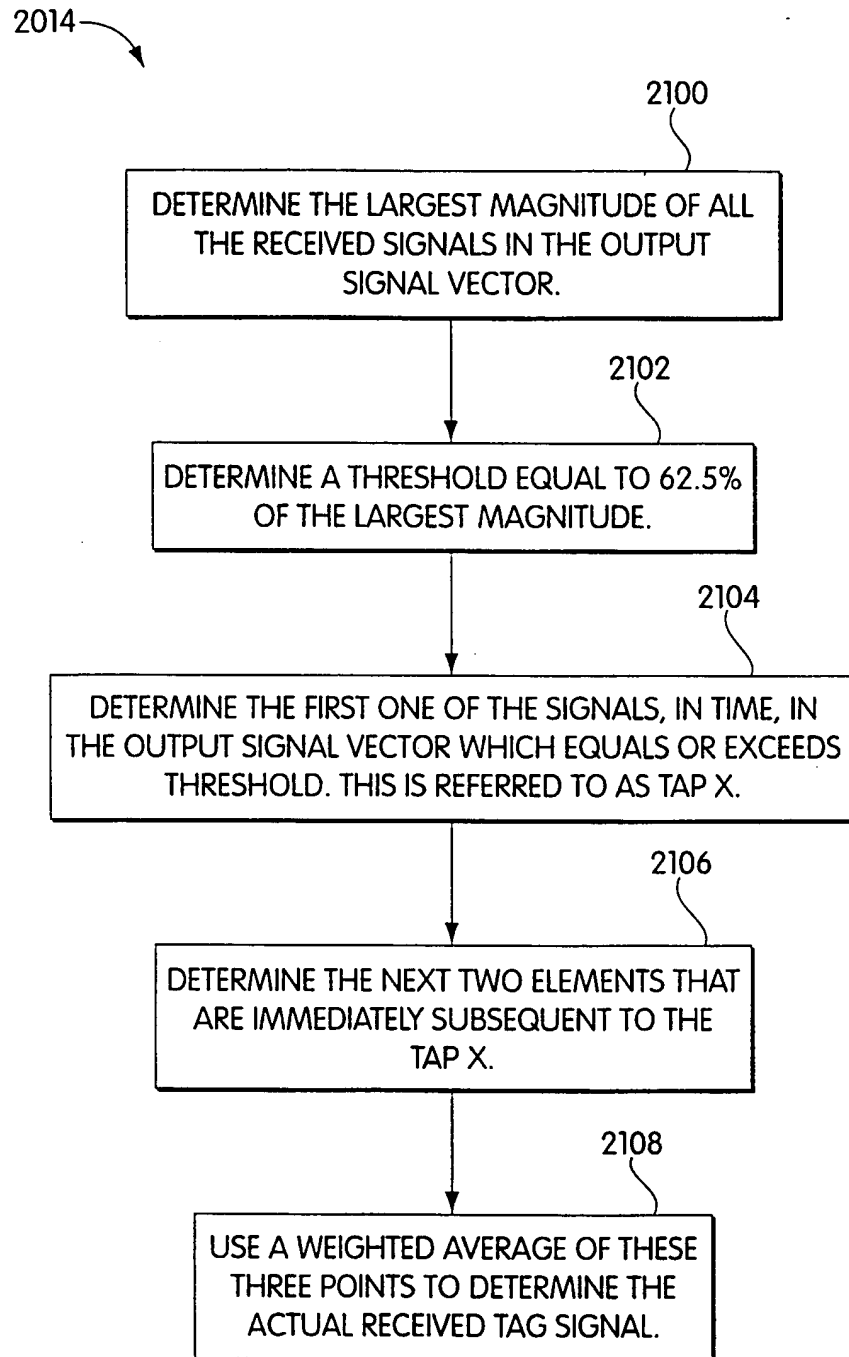 2014
2100
DETERMINE THE LARGEST MAGNITUDE OF ALL
THE RECEIVED SIGNALS IN THE OUTPUT
SIGNAL VECTOR.
2102
DETERMINE A THRESHOLD EQUAL TO 62.5%
OF THE LARGEST MAGNITUDE.
2104
DETERMINE THE FIRST ONE OF THE SIGNALS, IN TIME, IN
THE OUTPUT SIGNAL VECTOR WHICH EQUALS OR EXCEEDS
THRESHOLD. THIS IS REFERRED TO AS TAP X.
2106
DETERMINE THE NEXT TWO ELEMENTS THAT
ARE IMMEDIATELY SUBSEQUENT TO THE
TAP X.
2108
USE A WEIGHTED AVERAGE OF THESE
THREE POINTS TO DETERMINE THE
ACTUAL RECEIVED TAG SIGNAL.